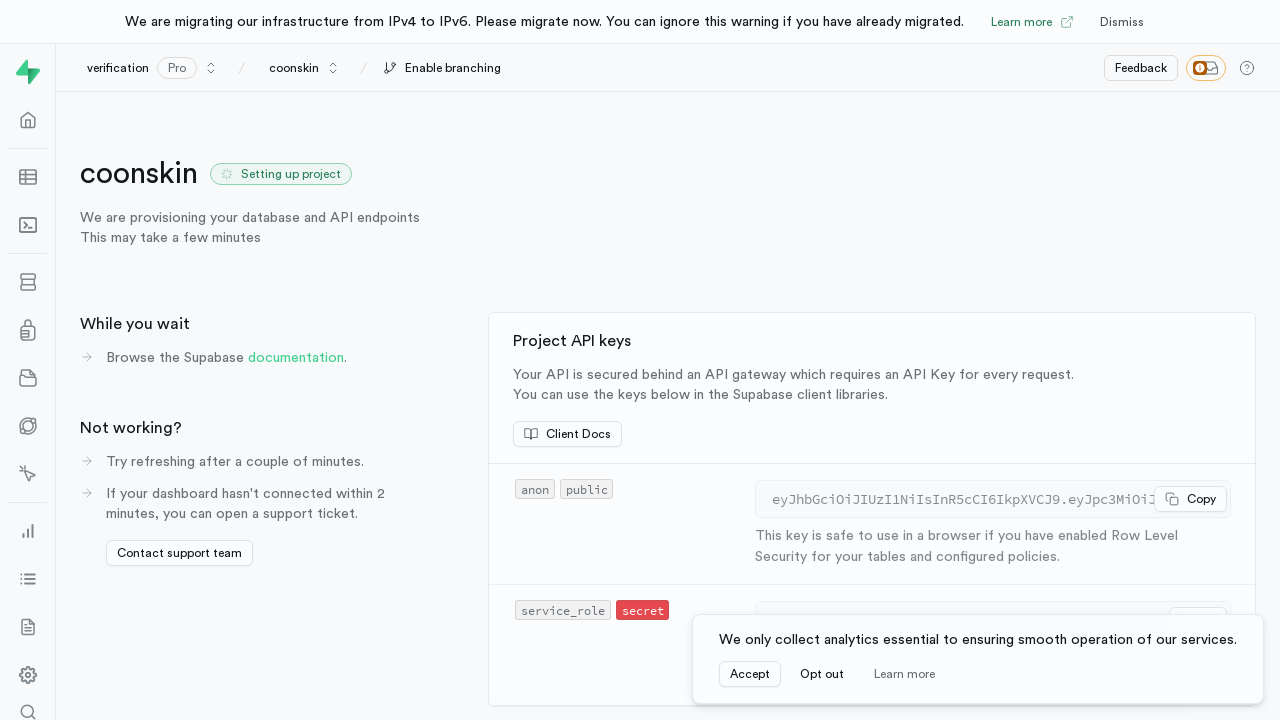 We are migrating our infrastructure from IPv4 to IPv6. Please migrate now. You can ignore this warning if you have already migrated. Learn more Dismiss
verification Pro / coonskin / Enable branching Feedback
coonskin Setting up project
We are provisioning your database and API endpoints
This may take a few minutes
While you wait
Browse the Supabase documentation.
Not working?
Try refreshing after a couple of minutes.
If your dashboard hasn't connected within 2
minutes, you can open a support ticket.
Contact support team
Project API keys
Your API is secured behind an API gateway which requires an API Key for every request.
You can use the keys below in the Supabase client libraries.
Client Docs
anon public
eyJhbGciOiJIUzI1NiIsInR5cCI6IkpXVCJ9.eyJpc3MiOiJ Copy
This key is safe to use in a browser if you have enabled Row Level
Security for your tables and configured policies.
service_role secret
We only collect analytics essential to ensuring smooth operation of our services.
Accept Opt out Learn more